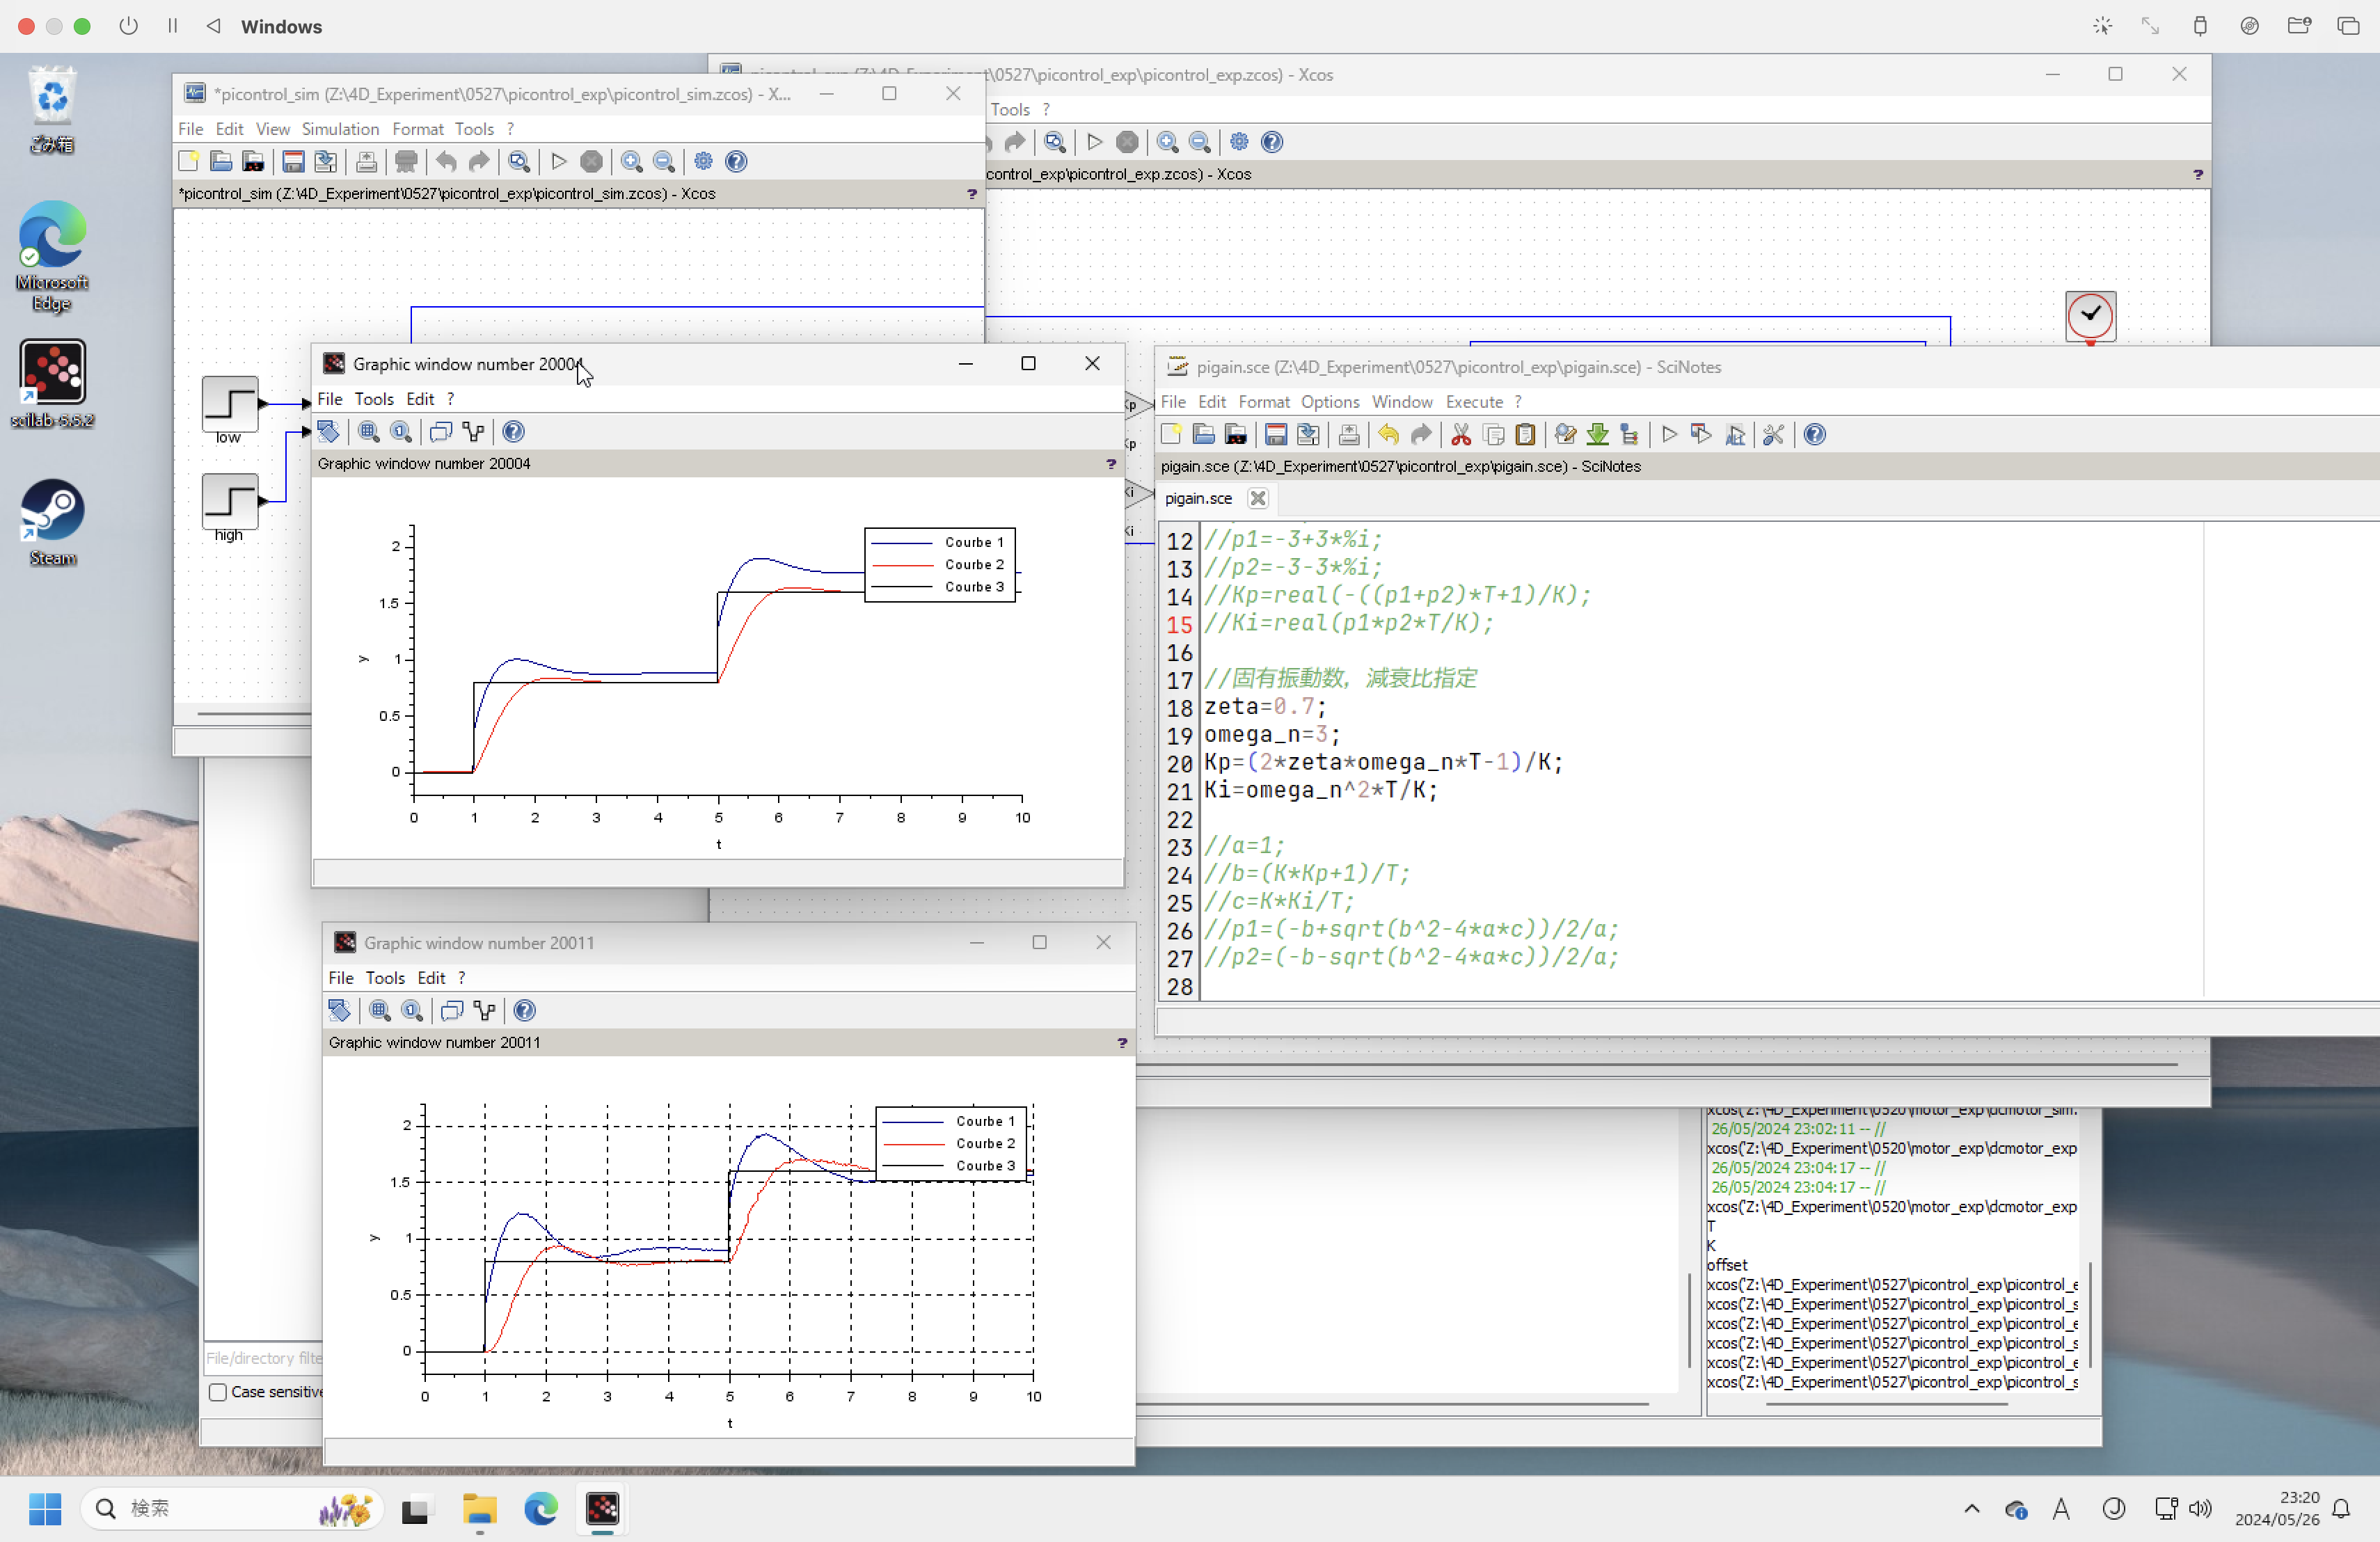 Windows
ごみ箱
Microsoft
Edge
scilab-5.5.2
Steam
picontrol_exp (Z:\4D_Experiment\0527\picontrol_exp\picontrol_exp.zcos) - Xcos
Tools ?
control_exp\picontrol_exp.zcos) - Xcos
?
*picontrol_sim (Z:\4D_Experiment\0527\picontrol_exp\picontrol_sim.zcos) - X...
File Edit View Simulation Format Tools ?
*picontrol_sim (Z:\4D_Experiment\0527\picontrol_exp\picontrol_sim.zcos) - Xcos
?
low
high
Kp
Kp
Ki
Ki
Graphic window number 20004
File Tools Edit ?
Graphic window number 20004
?
Courbe 1
Courbe 2
Courbe 3
2
1.5
1
0.5
0
y
0 1 2 3 4 5 6 7 8 9 10
t
Graphic window number 20011
File Tools Edit ?
Graphic window number 20011
?
Courbe 1
Courbe 2
Courbe 3
2
1.5
1
0.5
0
y
0 1 2 3 4 5 6 7 8 9 10
t
pigain.sce (Z:\4D_Experiment\0527\picontrol_exp\pigain.sce) - SciNotes
File Edit Format Options Window Execute ?
pigain.sce (Z:\4D_Experiment\0527\picontrol_exp\pigain.sce) - SciNotes
pigain.sce
12 //p1=-3+3*%i;
13 //p2=-3-3*%i;
14 //Kp=real(-((p1+p2)*T+1)/K);
15 //Ki=real(p1*p2*T/K);
16
17 //固有振動数，減衰比指定
18 zeta=0.7;
19 omega_n=3;
20 Kp=(2*zeta*omega_n*T-1)/K;
21 Ki=omega_n^2*T/K;
22
23 //a=1;
24 //b=(K*Kp+1)/T;
25 //c=K*Ki/T;
26 //p1=(-b+sqrt(b^2-4*a*c))/2/a;
27 //p2=(-b-sqrt(b^2-4*a*c))/2/a;
28
File/directory filte
Case sensitive
xcos('Z:\4D_Experiment\0520\motor_exp\dcmotor_sim.
26/05/2024 23:02:11 -- //
xcos('Z:\4D_Experiment\0520\motor_exp\dcmotor_exp
26/05/2024 23:04:17 -- //
26/05/2024 23:04:17 -- //
xcos('Z:\4D_Experiment\0520\motor_exp\dcmotor_exp
T
K
offset
xcos('Z:\4D_Experiment\0527\picontrol_exp\picontrol_e
xcos('Z:\4D_Experiment\0527\picontrol_exp\picontrol_s
xcos('Z:\4D_Experiment\0527\picontrol_exp\picontrol_e
xcos('Z:\4D_Experiment\0527\picontrol_exp\picontrol_s
xcos('Z:\4D_Experiment\0527\picontrol_exp\picontrol_e
xcos('Z:\4D_Experiment\0527\picontrol_exp\picontrol_s
検索
A
23:20
2024/05/26